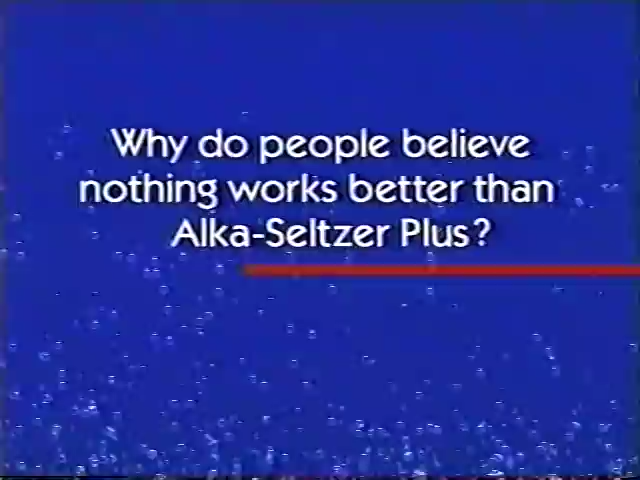 Why do people believe
nothing works better than
Alka-Seltzer Plus?